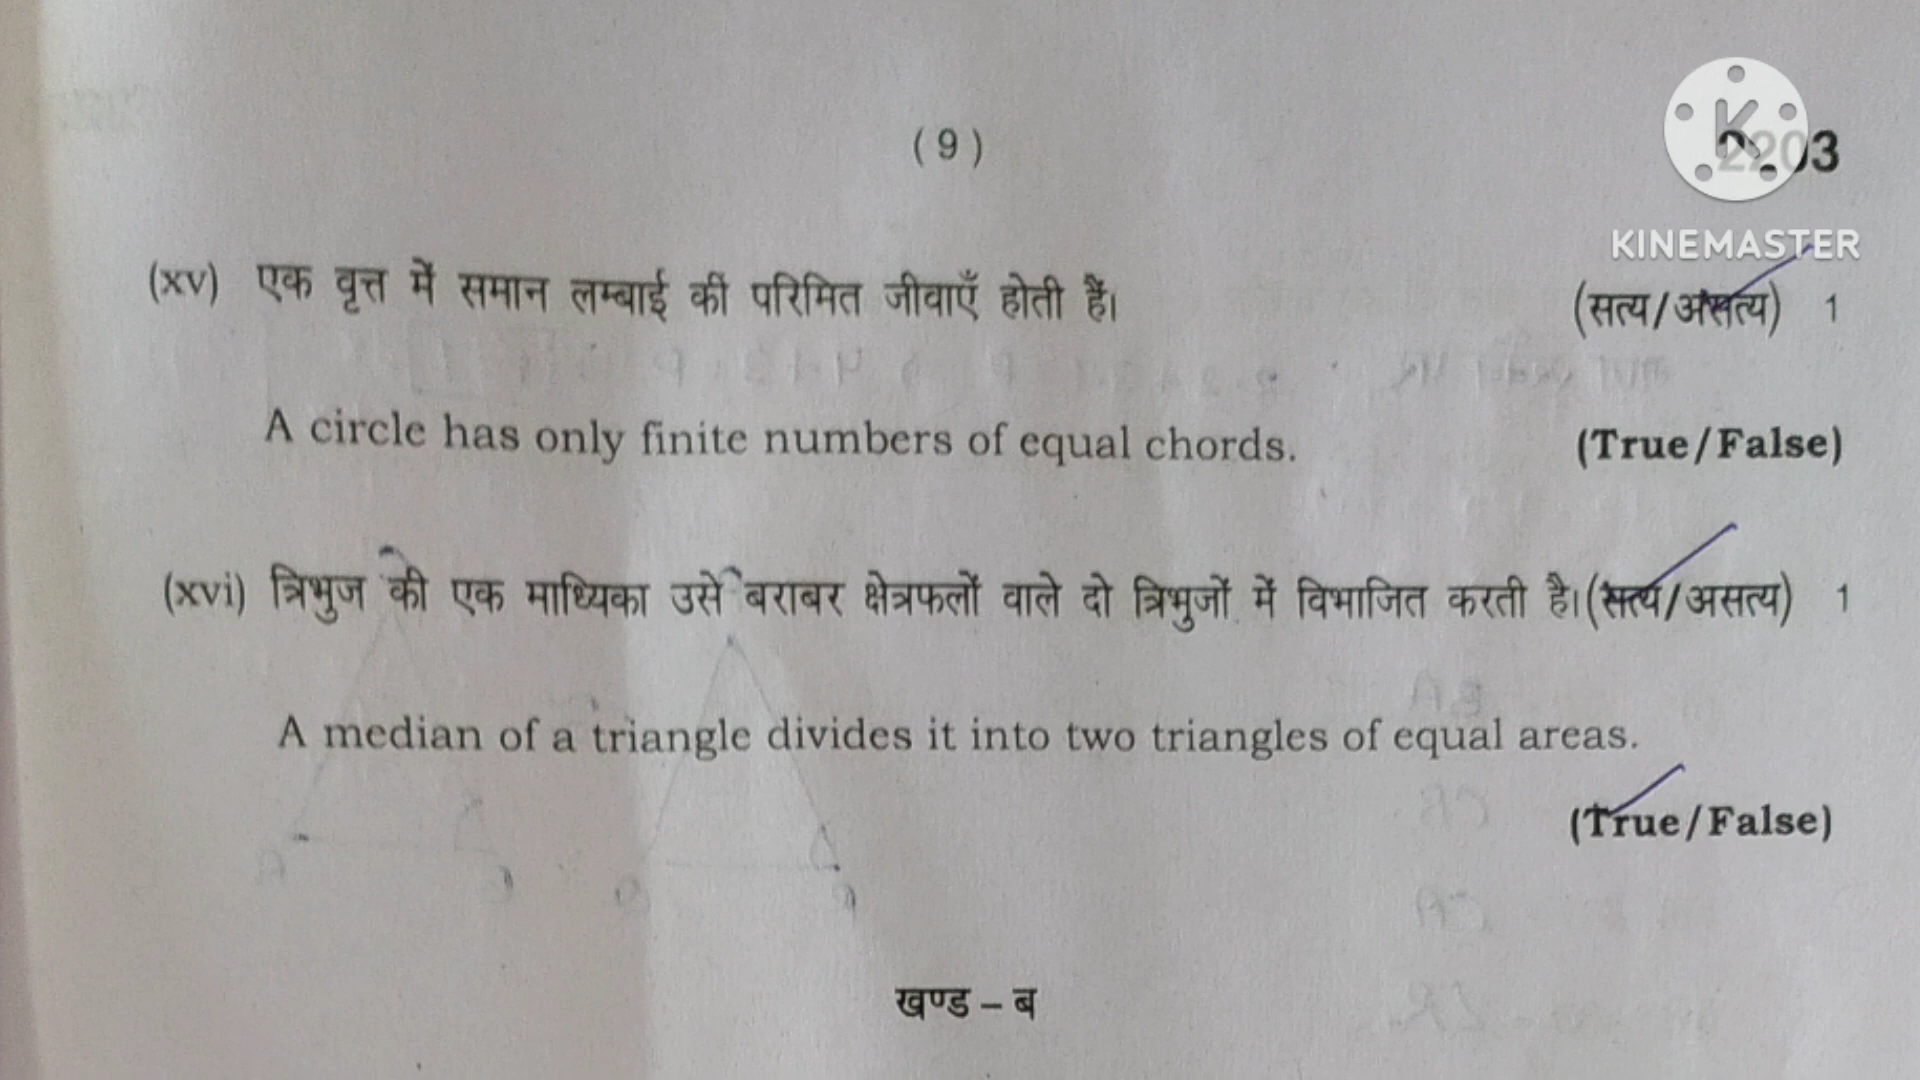 (9)
2203
KINEMASTER
(xv) एक वृत्त में समान लम्बाई की परिमित जीवाएँ होती हैं। (सत्य/असत्य) 1
A circle has only finite numbers of equal chords. (True/False)
(xvi) त्रिभुज की एक माध्यिका उसे बराबर क्षेत्रफलों वाले दो त्रिभुजों में विभाजित करती है। (सत्य/असत्य) 1
A median of a triangle divides it into two triangles of equal areas.
(True/False)
खण्ड – ब